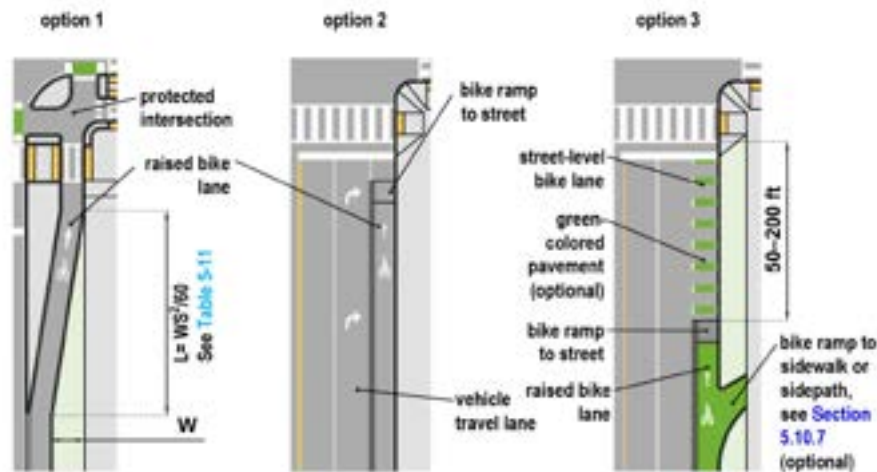 option 1
option 2
option 3
protected
intersection
raised bike
lane
L= WS²/60
See Table 5-11
W
bike ramp
to street
vehicle
travel lane
street-level
bike lane
green-
colored
pavement
(optional)
bike ramp
to street
raised bike
lane
50–200 ft
bike ramp to
sidewalk or
sidepath,
see Section
5.10.7
(optional)